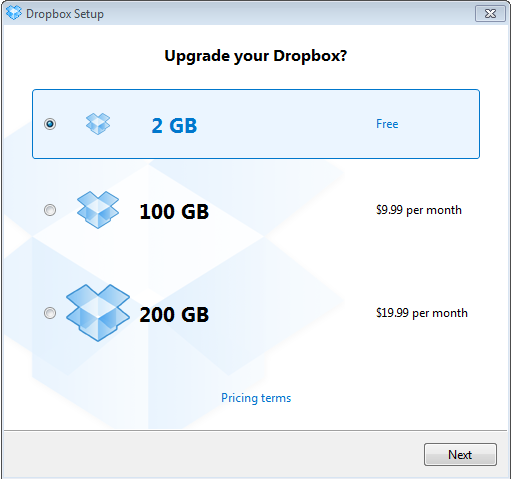 Dropbox Setup
Upgrade your Dropbox?
2 GB Free
100 GB $9.99 per month
200 GB $19.99 per month
Pricing terms
Next